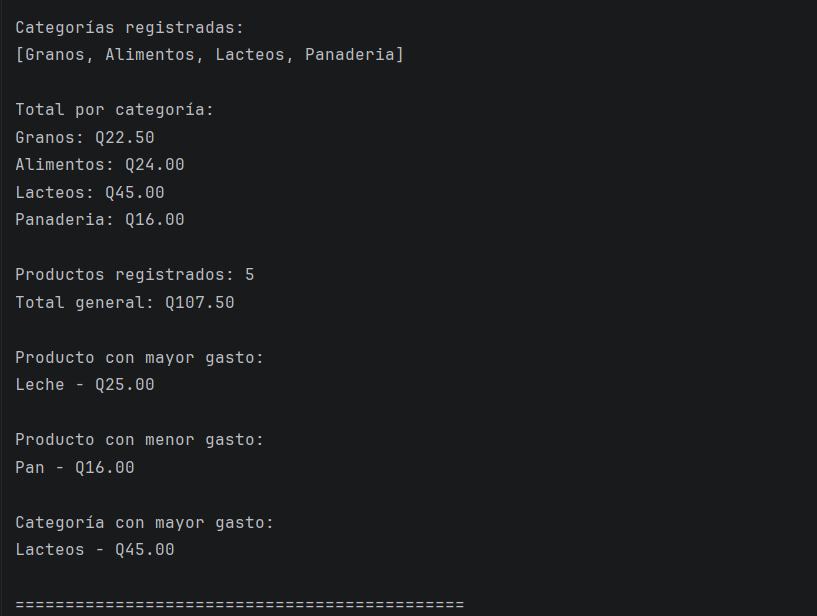 Categorías registradas:
[Granos, Alimentos, Lacteos, Panaderia]
Total por categoría:
Granos: Q22.50
Alimentos: Q24.00
Lacteos: Q45.00
Panaderia: Q16.00
Productos registrados: 5
Total general: Q107.50
Producto con mayor gasto:
Leche - Q25.00
Producto con menor gasto:
Pan - Q16.00
Categoría con mayor gasto:
Lacteos - Q45.00
=============================================